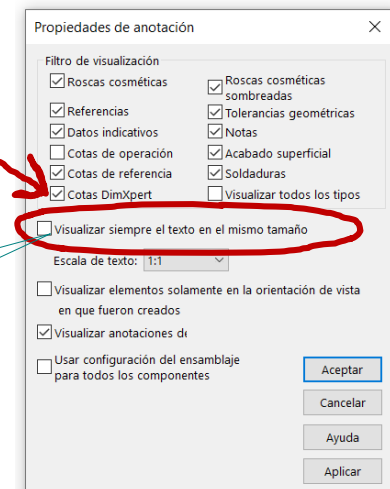 Propiedades de anotación
Filtro de visualización
Roscas cosméticas
Roscas cosméticas
sombreadas
Referencias
Tolerancias geométricas
Datos indicativos
Notas
Cotas de operación
Acabado superficial
Cotas de referencia
Soldaduras
Cotas DimXpert
Visualizar todos los tipos
Visualizar siempre el texto en el mismo tamaño
Escala de texto: 1:1
Visualizar elementos solamente en la orientación de vista
en que fueron creados
Visualizar anotaciones de
Usar configuración del ensamblaje
para todos los componentes
Aceptar
Cancelar
Ayuda
Aplicar